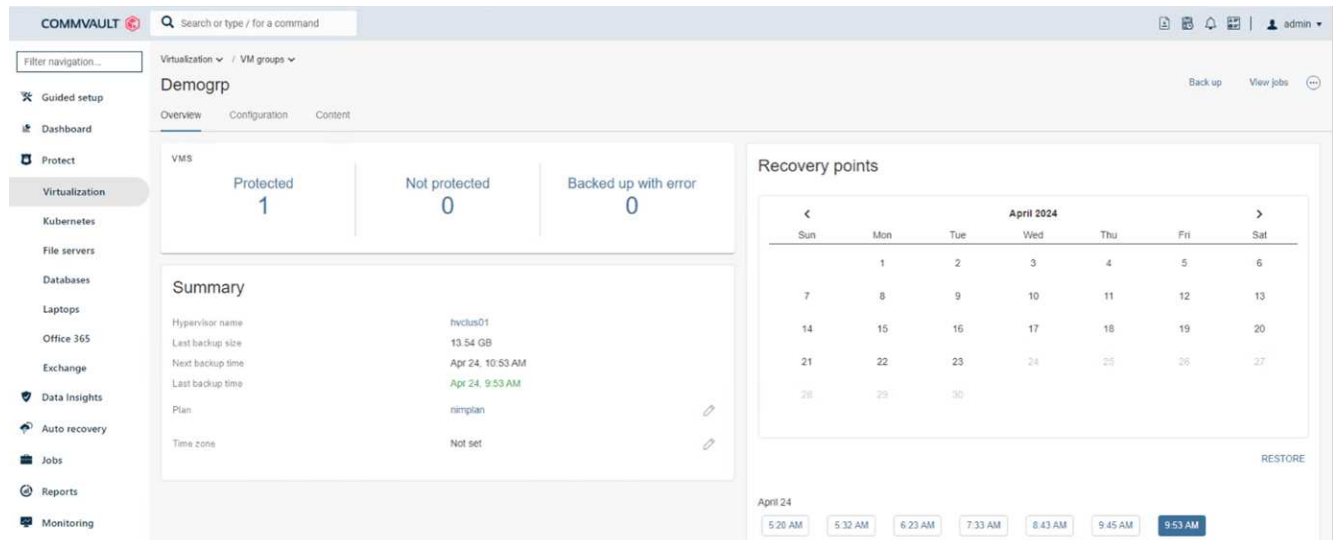 COMMVAULT
Search or type / for a command
admin
Filter navigation...
Guided setup
Dashboard
Protect
Virtualization
Kubernetes
File servers
Databases
Laptops
Office 365
Exchange
Data Insights
Auto recovery
Jobs
Reports
Monitoring
Virtualization / VM groups
Demogrp
Back up View jobs
Overview Configuration Content
VMS
Protected Not protected Backed up with error
1 0 0
Summary
Hypervisor name hvclus01
Last backup size 13.54 GB
Next backup time Apr 24, 10:53 AM
Last backup time Apr 24, 9:53 AM
Plan nimplan
Time zone Not set
Recovery points
April 2024
Sun Mon Tue Wed Thu Fri Sat
1 2 3 4 5 6
7 8 9 10 11 12 13
14 15 16 17 18 19 20
21 22 23 24 25 26 27
28 29 30
RESTORE
April 24
5:20 AM 5:32 AM 6:23 AM 7:33 AM 8:43 AM 9:45 AM 9:53 AM